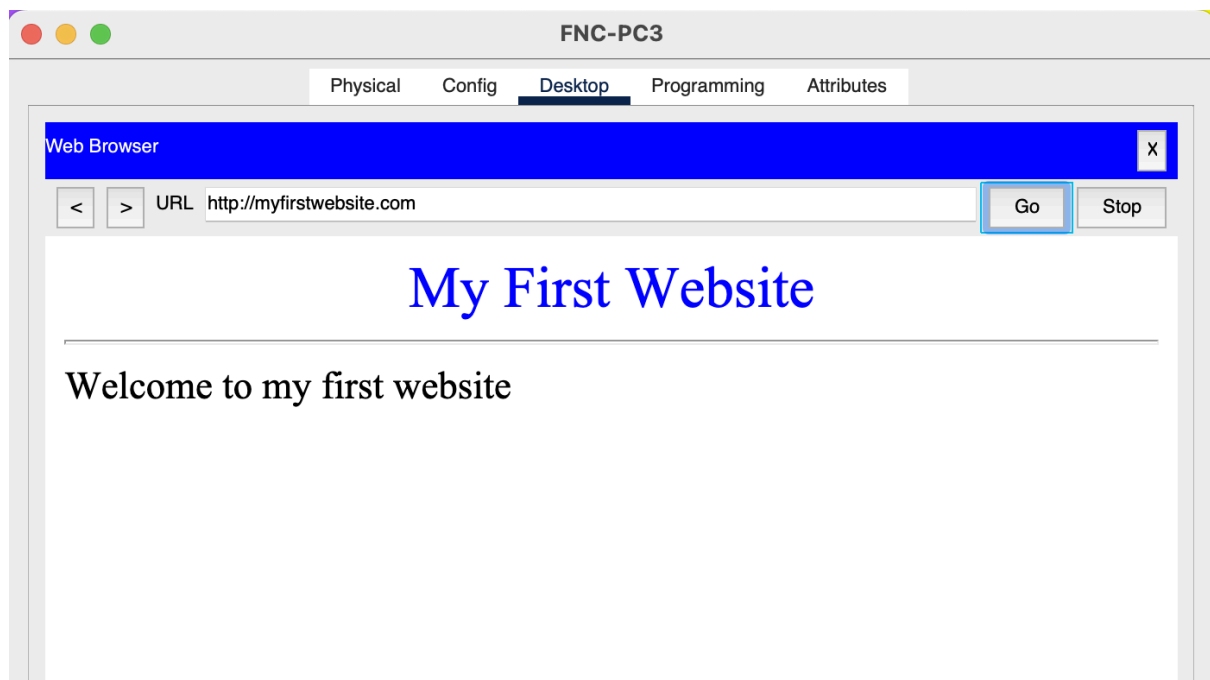 FNC-PC3
Physical Config Desktop Programming Attributes
Web Browser X
< > URL http://myfirstwebsite.com Go Stop
My First Website
Welcome to my first website